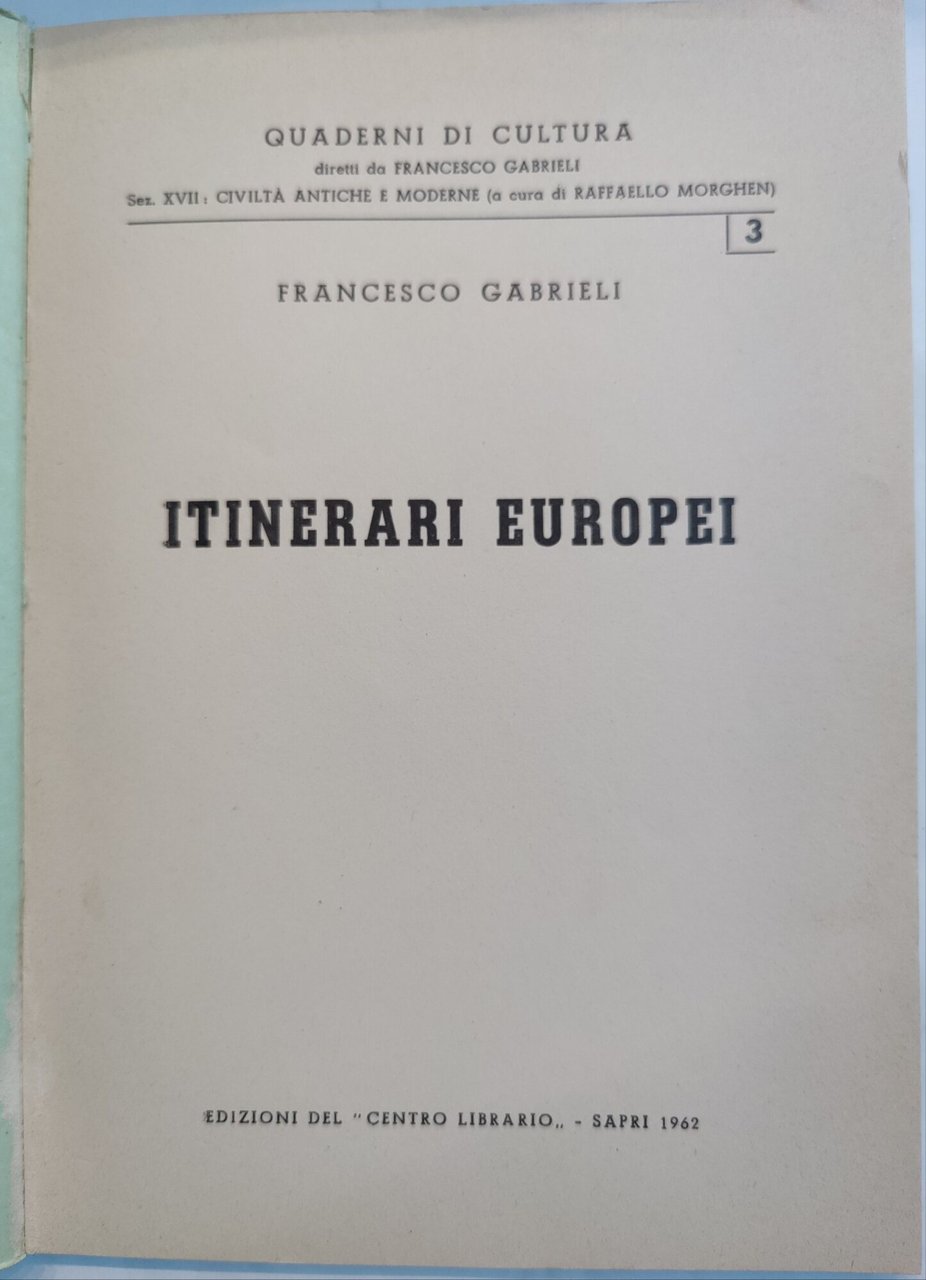 QUADERNI DI CULTURA
diretti da FRANCESCO GABRIELI
Sez. XVII: CIVILTÀ ANTICHE E MODERNE (a cura di RAFFAELLO MORGHEN)
3
FRANCESCO GABRIELI
ITINERARI EUROPEI
EDIZIONI DEL "CENTRO LIBRARIO„ - SAPRI 1962